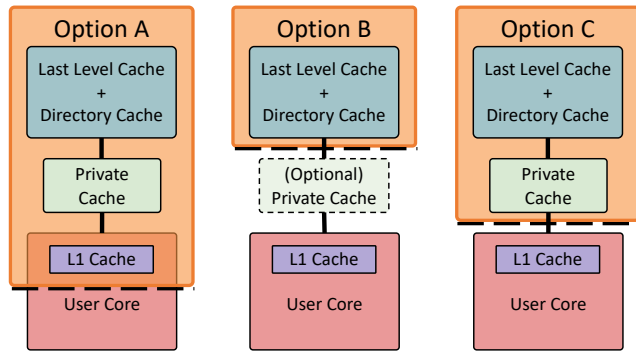 Option A
Last Level Cache
+
Directory Cache
Private
Cache
L1 Cache
User Core
Option B
Last Level Cache
+
Directory Cache
(Optional)
Private Cache
L1 Cache
User Core
Option C
Last Level Cache
+
Directory Cache
Private
Cache
L1 Cache
User Core